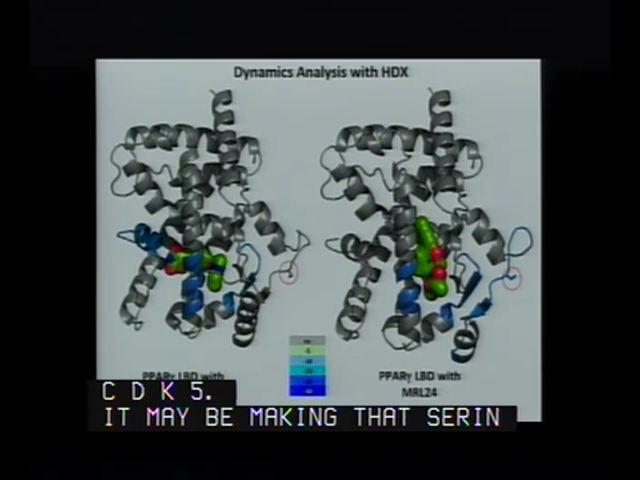 Dynamics Analysis with HDX
PPARγ LBD with
PPARγ LBD with
MRL24
C D K 5.
IT MAY BE MAKING THAT SERIN